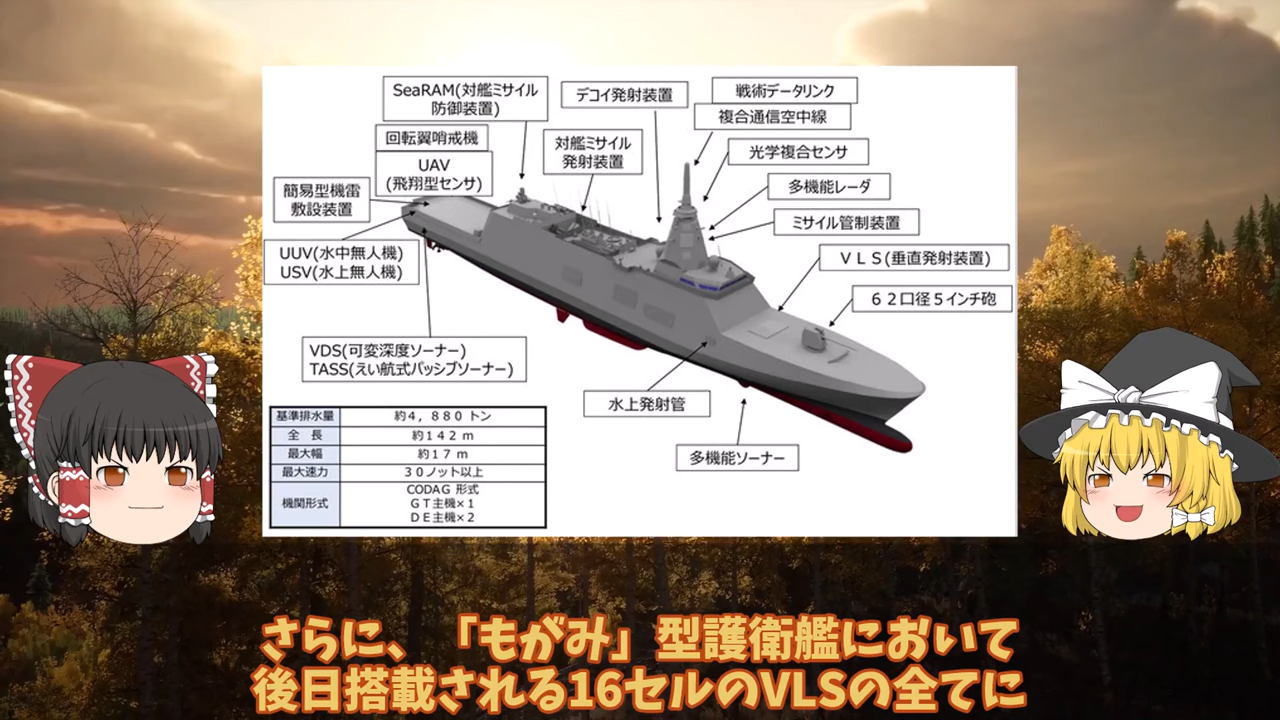 SeaRAM(対艦ミサイル
防御装置)
デコイ発射装置
戦術データリンク
複合通信空中線
回転翼哨戒機
対艦ミサイル
発射装置
光学複合センサ
UAV
(飛翔型センサ)
多機能レーダ
簡易型機雷
敷設装置
ミサイル管制装置
UUV(水中無人機)
USV(水上無人機)
ＶＬＳ(垂直発射装置)
６２口径５インチ砲
VDS(可変深度ソーナー)
TASS(えい航式パッシブソーナー)
水上発射管
多機能ソーナー
基準排水量 約４，８８０ トン
全 長 約１４２ｍ
最大幅 約１７ｍ
最大速力 ３０ノット以上
機関形式 CODAG 形式
ＧＴ主機×１
ＤＥ主機×２
さらに、「もがみ」型護衛艦において
後日搭載される16セルのVLSの全てに